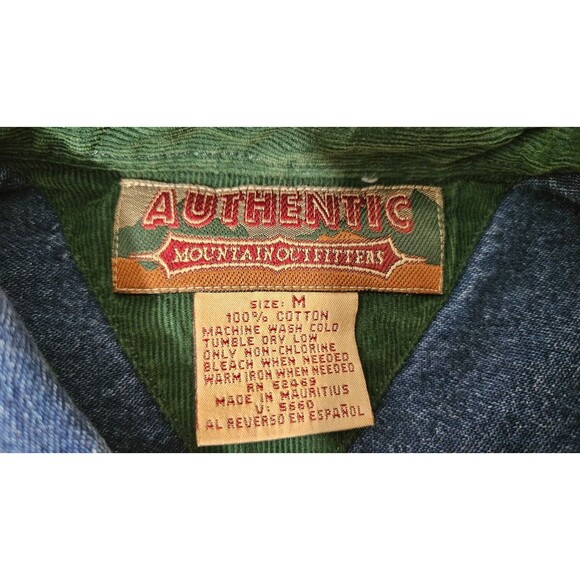 AUTHENTIC
MOUNTAIN OUTFITTERS
SIZE: M
100% COTTON
MACHINE WASH COLD
TUMBLE DRY LOW
ONLY NON-CHLORINE
BLEACH WHEN NEEDED
WARM IRON WHEN NEEDED
RN 52469
MADE IN MAURITIUS
V: 5660
AL REVERSO EN ESPAÑOL